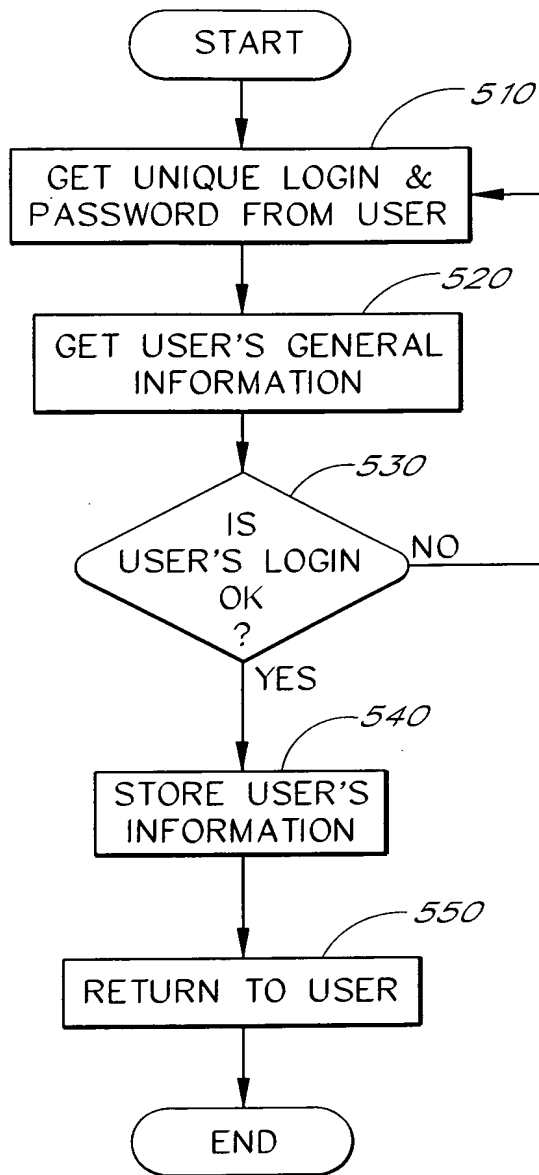 START
510
GET UNIQUE LOGIN &
PASSWORD FROM USER
520
GET USER'S GENERAL
INFORMATION
530
IS
USER'S LOGIN
OK
?
NO
YES
540
STORE USER'S
INFORMATION
550
RETURN TO USER
END